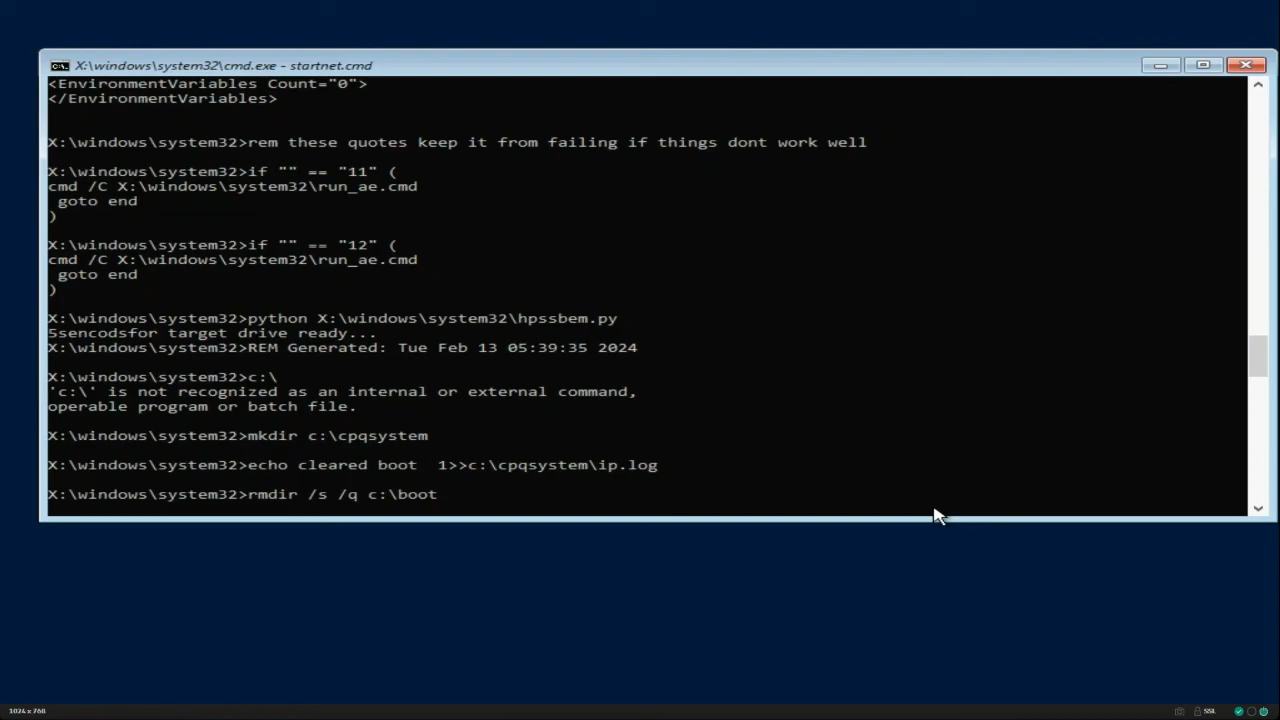 X:\windows\system32\cmd.exe - startnet.cmd
<EnvironmentVariables Count="0">
</EnvironmentVariables>
X:\windows\system32>rem these quotes keep it from failing if things dont work well
X:\windows\system32>if "" == "11" (
cmd /C X:\windows\system32\run_ae.cmd
goto end
)
X:\windows\system32>if "" == "12" (
cmd /C X:\windows\system32\run_ae.cmd
goto end
)
X:\windows\system32>python X:\windows\system32\hpssbem.py
5sencodsfor target drive ready...
X:\windows\system32>REM Generated: Tue Feb 13 05:39:35 2024
X:\windows\system32>c:\
'c:\' is not recognized as an internal or external command,
operable program or batch file.
X:\windows\system32>mkdir c:\cpqsystem
X:\windows\system32>echo cleared boot  1>>c:\cpqsystem\ip.log
X:\windows\system32>rmdir /s /q c:\boot
1024 x 768
SSL